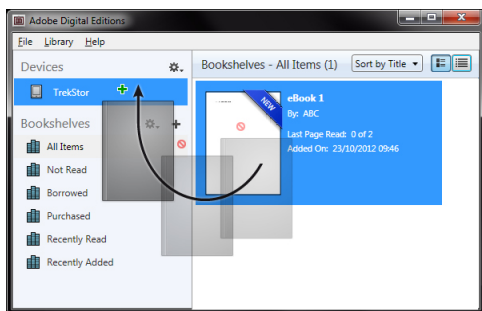 Adobe Digital Editions
File Library Help
Devices
TrekStor
Bookshelves
All Items
Not Read
Borrowed
Purchased
Recently Read
Recently Added
Bookshelves - All Items (1)
Sort by Title
NEW
eBook 1
By: ABC
Last Page Read: 0 of 2
Added On: 23/10/2012 09:46